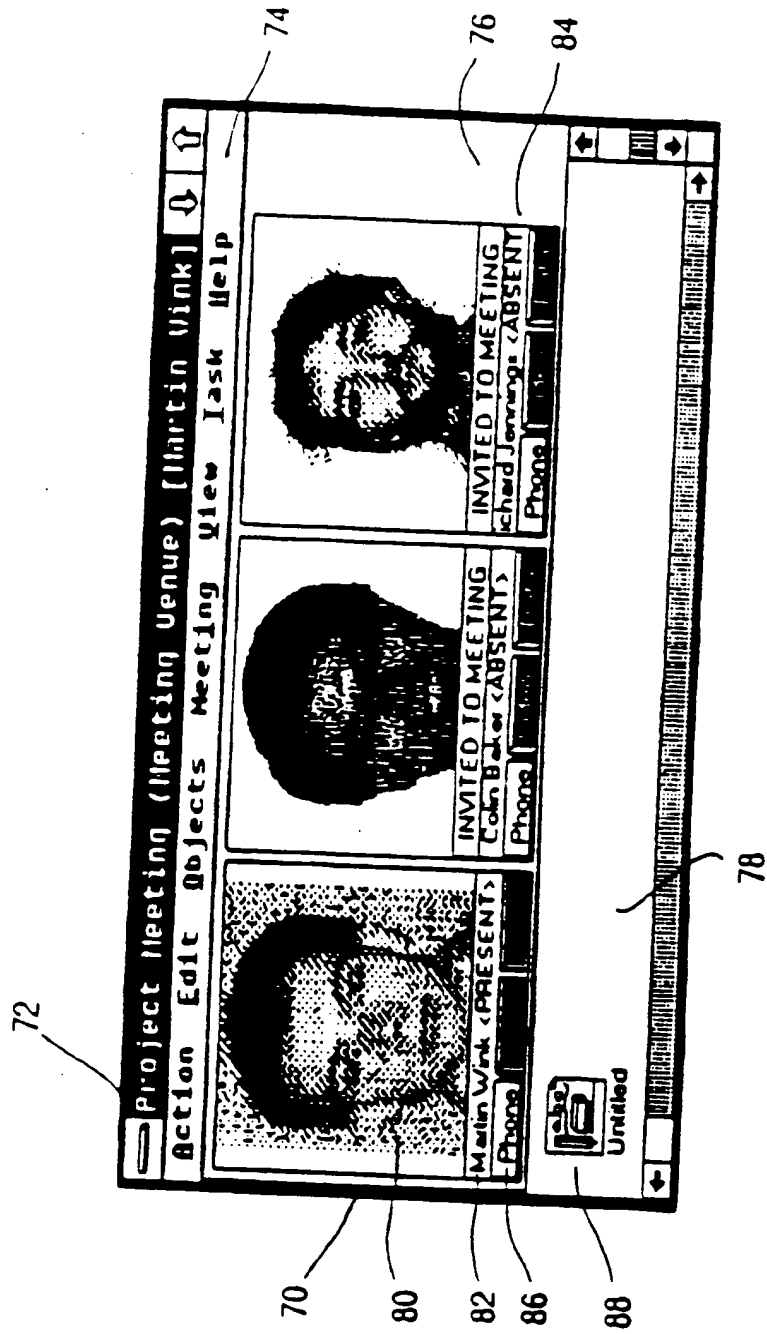 72
74
Project Meeting (Meeting Venue) [Martin Wink]
Action Edit Objects Meeting View Task Help
70
76
80
INVITED TO MEETING
INVITED TO MEETING
82
Martin Wink <PRESENT>
Colin Baker <ABSENT>
ichard Jennings <ABSENT
84
86
Phone
Phone
Phone
88
Untitled
78